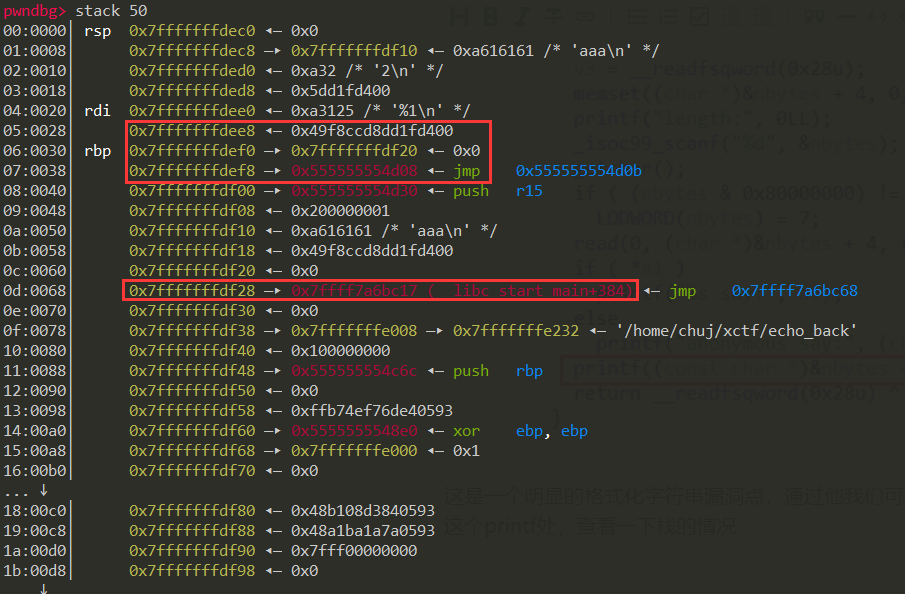 pwndbg> stack 50
00:0000│ rsp 0x7fffffffdec0 ◂— 0x0
01:0008│ 0x7fffffffdec8 —▸ 0x7fffffffdf10 ◂— 0xa616161 /* 'aaa\n' */
02:0010│ 0x7fffffffded0 ◂— 0xa32 /* '2\n' */
03:0018│ 0x7fffffffded8 ◂— 0x5dd1fd400
04:0020│ rdi 0x7fffffffdee0 ◂— 0xa3125 /* '%1\n' */
05:0028│ 0x7fffffffdee8 ◂— 0x49f8ccd8dd1fd400
06:0030│ rbp 0x7fffffffdef0 —▸ 0x7fffffffdf20 ◂— 0x0
07:0038│ 0x7fffffffdef8 —▸ 0x555555554d08 ◂— jmp 0x555555554d0b
08:0040│ 0x7fffffffdf00 —▸ 0x555555554d30 ◂— push r15
09:0048│ 0x7fffffffdf08 ◂— 0x200000001
0a:0050│ 0x7fffffffdf10 ◂— 0xa616161 /* 'aaa\n' */
0b:0058│ 0x7fffffffdf18 ◂— 0x49f8ccd8dd1fd400
0c:0060│ 0x7fffffffdf20 ◂— 0x0
0d:0068│ 0x7fffffffdf28 —▸ 0x7ffff7a6bc17 (__libc_start_main+384) ◂— jmp 0x7ffff7a6bc68
0e:0070│ 0x7fffffffdf30 ◂— 0x0
0f:0078│ 0x7fffffffdf38 —▸ 0x7fffffffe008 —▸ 0x7fffffffe232 ◂— '/home/chuj/xctf/echo_back'
10:0080│ 0x7fffffffdf40 ◂— 0x100000000
11:0088│ 0x7fffffffdf48 —▸ 0x555555554c6c ◂— push rbp
12:0090│ 0x7fffffffdf50 ◂— 0x0
13:0098│ 0x7fffffffdf58 ◂— 0xffb74ef76de40593
14:00a0│ 0x7fffffffdf60 —▸ 0x5555555548e0 ◂— xor ebp, ebp
15:00a8│ 0x7fffffffdf68 —▸ 0x7fffffffe000 ◂— 0x1
16:00b0│ 0x7fffffffdf70 ◂— 0x0
... ↓
18:00c0│ 0x7fffffffdf80 ◂— 0x48b108d3840593
19:00c8│ 0x7fffffffdf88 ◂— 0x48a1ba1a7a0593
1a:00d0│ 0x7fffffffdf90 ◂— 0x7fff00000000
1b:00d8│ 0x7fffffffdf98 ◂— 0x0
↓